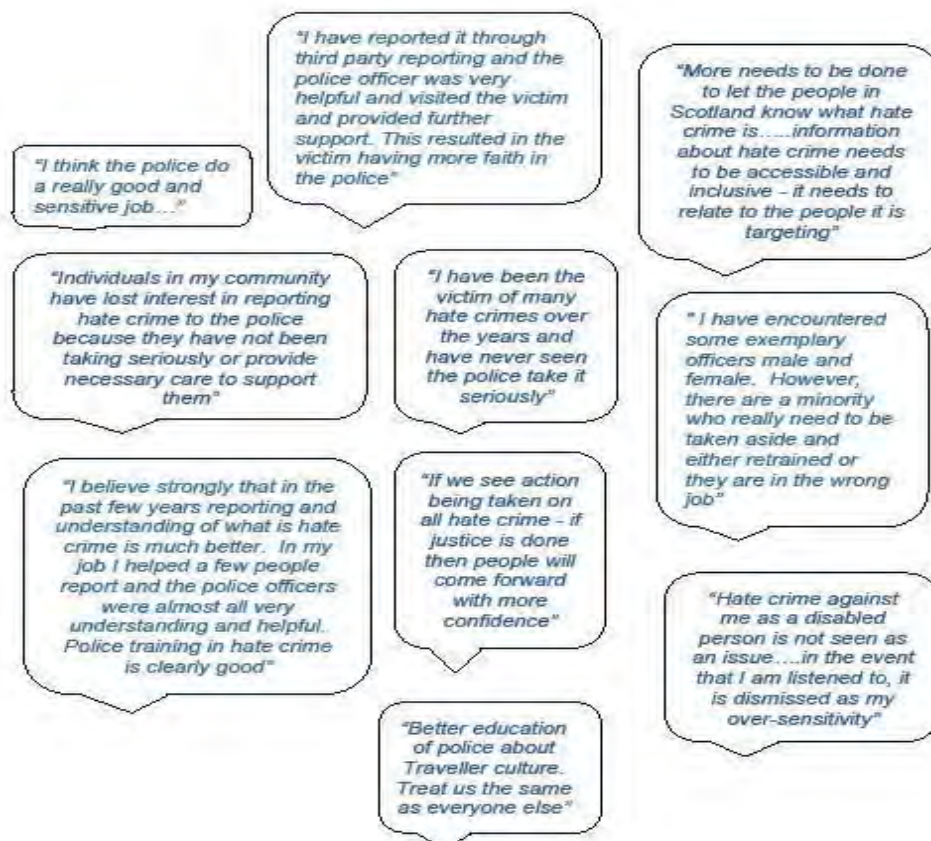 "I have reported it through
third party reporting and the
police officer was very
helpful and visited the victim
and provided further
support. This resulted in the
victim having more faith in
the police"
"More needs to be done
to let the people in
Scotland know what hate
crime is.....information
about hate crime needs
to be accessible and
inclusive - it needs to
relate to the people it is
targeting"
"I think the police do
a really good and
sensitive job..."
"Individuals in my community
have lost interest in reporting
hate crime to the police
because they have not been
taking seriously or provide
necessary care to support
them"
"I have been the
victim of many
hate crimes over
the years and
have never seen
the police take it
seriously"
" I have encountered
some exemplary
officers male and
female.  However,
there are a minority
who really need to be
taken aside and
either retrained or
they are in the wrong
job"
"I believe strongly that in the
past few years reporting and
understanding of what is hate
crime is much better.  In my
job I helped a few people
report and the police officers
were almost all very
understanding and helpful.
Police training in hate crime
is clearly good"
"If we see action
being taken on
all hate crime - if
justice is done
then people will
come forward
with more
confidence"
"Hate crime against
me as a disabled
person is not seen as
an issue....in the event
that I am listened to, it
is dismissed as my
over-sensitivity"
"Better education
of police about
Traveller culture.
Treat us the same
as everyone else"